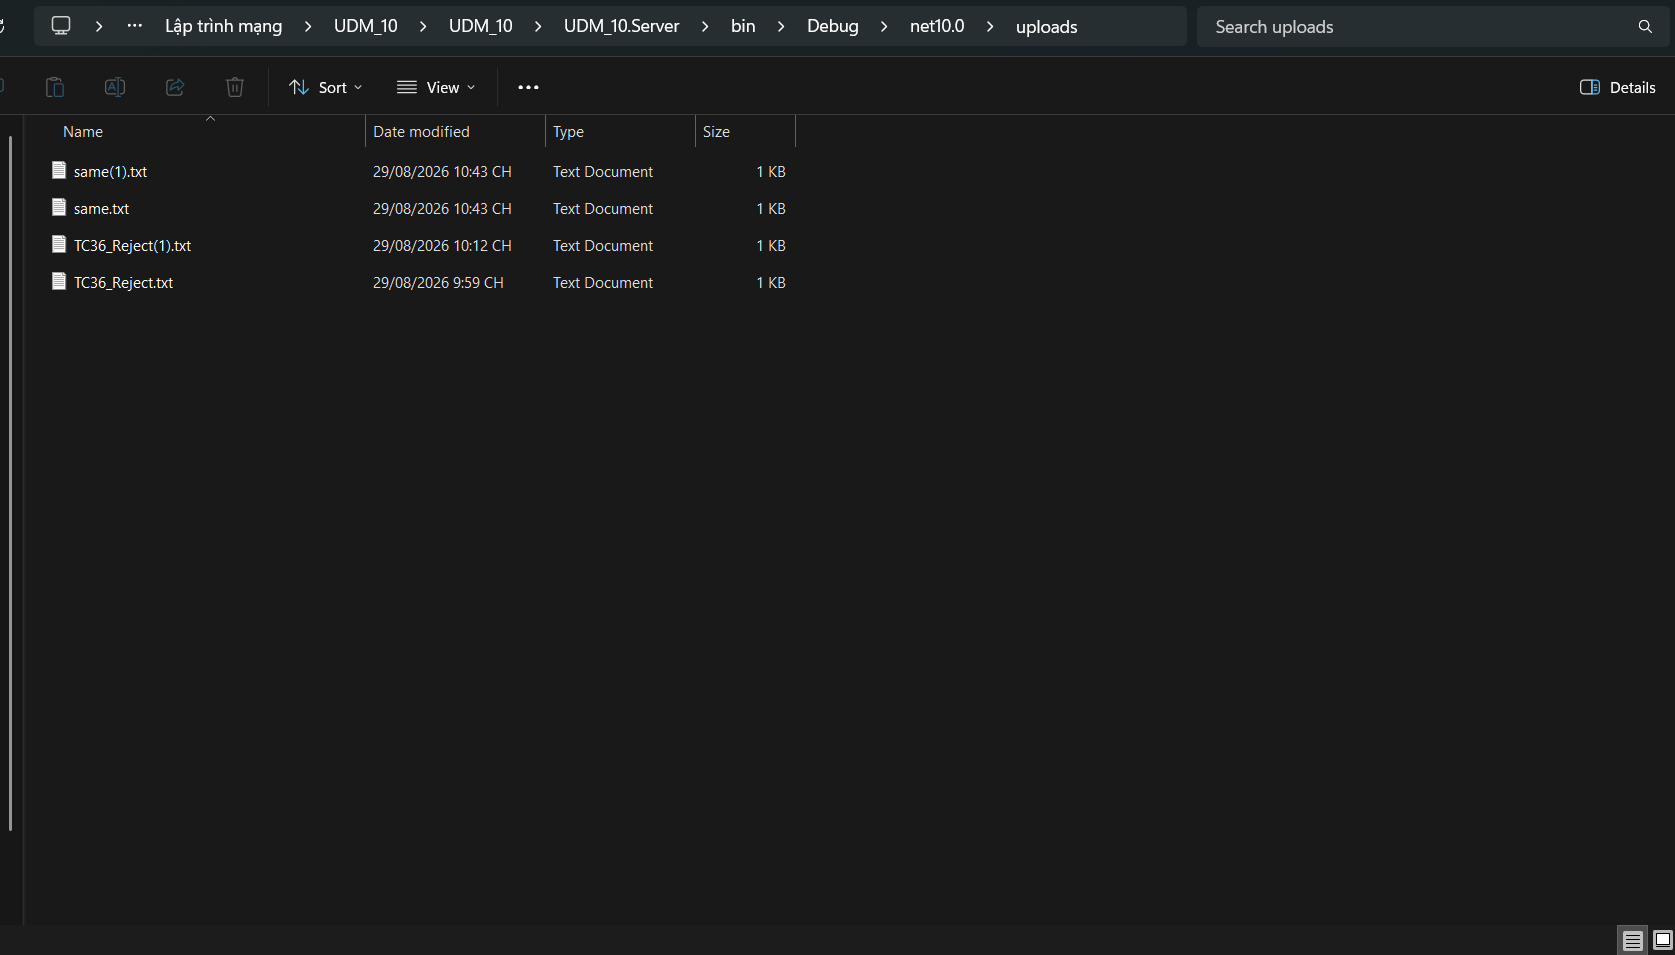 Lập trình mạng > UDM_10 > UDM_10 > UDM_10.Server > bin > Debug > net10.0 > uploads
Search uploads
Sort
View
Details
Name Date modified Type Size
same(1).txt 29/08/2026 10:43 CH Text Document 1 KB
same.txt 29/08/2026 10:43 CH Text Document 1 KB
TC36_Reject(1).txt 29/08/2026 10:12 CH Text Document 1 KB
TC36_Reject.txt 29/08/2026 9:59 CH Text Document 1 KB